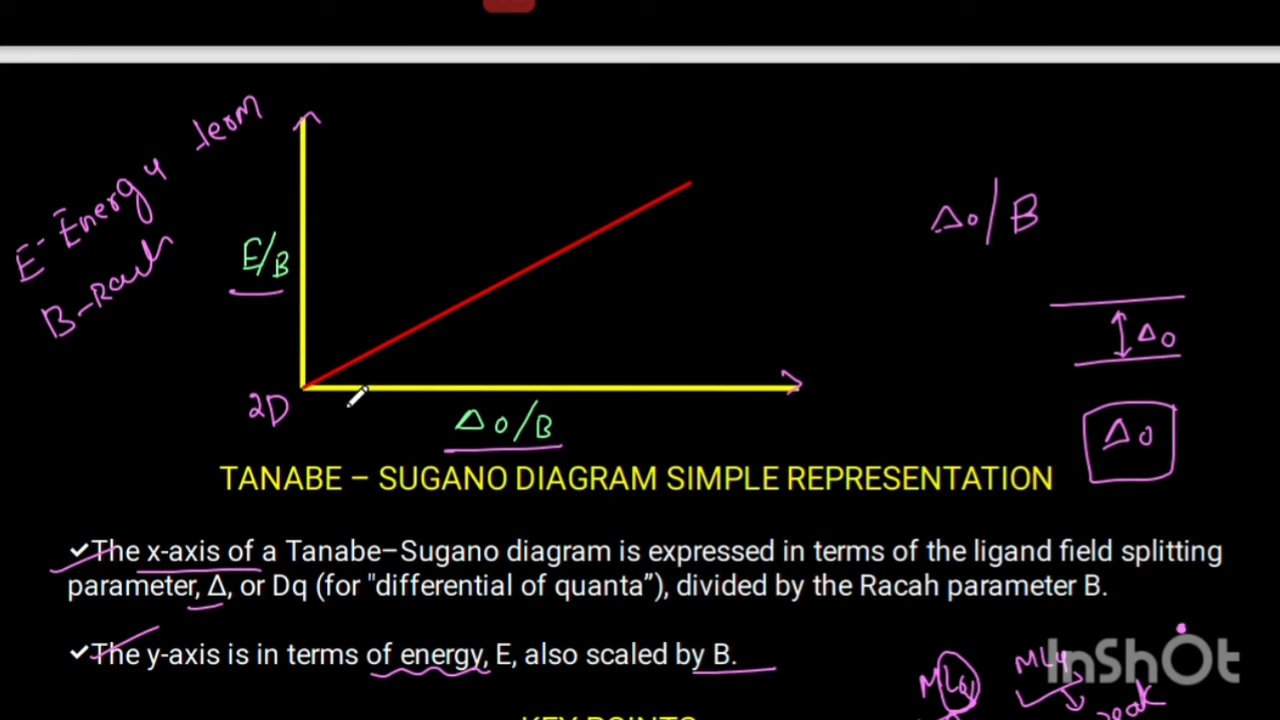 E - Energy term
B - Racah
E/B
Δo/B
Δo
2D
Δo/B
Δo
TANABE – SUGANO DIAGRAM SIMPLE REPRESENTATION
✓The x-axis of a Tanabe–Sugano diagram is expressed in terms of the ligand field splitting
parameter, Δ, or Dq (for "differential of quanta”), divided by the Racah parameter B.
✓The y-axis is in terms of energy, E, also scaled by B.
InShOt
KEY POINTS